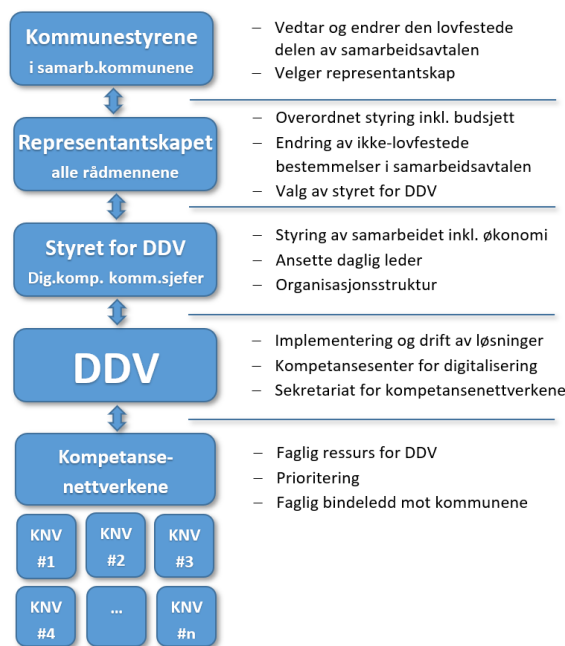 Kommunestyrene
i samarb.kommunene
– Vedtar og endrer den lovfestede
delen av samarbeidsavtalen
– Velger representantskap
Representantskapet
alle rådmennene
– Overordnet styring inkl. budsjett
– Endring av ikke-lovfestede
bestemmelser i samarbeidsavtalen
– Valg av styret for DDV
Styret for DDV
Dig.komp. komm.sjefer
– Styring av samarbeidet inkl. økonomi
– Ansette daglig leder
– Organisasjonsstruktur
DDV
– Implementering og drift av løsninger
– Kompetansesenter for digitalisering
– Sekretariat for kompetansenettverkene
Kompetanse-
nettverkene
– Faglig ressurs for DDV
– Prioritering
– Faglig bindeledd mot kommunene
KNV
#1
KNV
#2
KNV
#3
KNV
#4
...
KNV
#n